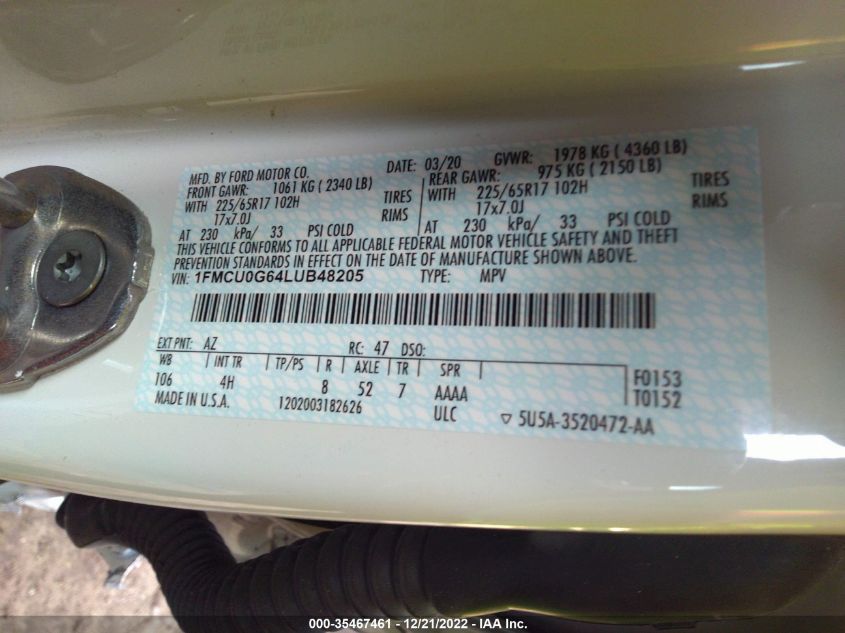 MFD. BY FORD MOTOR CO. DATE: 03/20 GVWR: 1978 KG ( 4360 LB)
FRONT GAWR: 1061 KG ( 2340 LB) REAR GAWR: 975 KG ( 2150 LB)
WITH 225/65R17 102H TIRES WITH 225/65R17 102H TIRES
17x7.0J RIMS 17x7.0J RIMS
AT 230 kPa/ 33 PSI COLD AT 230 kPa/ 33 PSI COLD
THIS VEHICLE CONFORMS TO ALL APPLICABLE FEDERAL MOTOR VEHICLE SAFETY AND THEFT
PREVENTION STANDARDS IN EFFECT ON THE DATE OF MANUFACTURE SHOWN ABOVE.
VIN: 1FMCU0G64LUB48205 TYPE: MPV
EXT PNT: AZ RC: 47 DSO:
WB INT TR TP/PS R AXLE TR SPR
106 4H 8 52 7 AAAA F0153
MADE IN U.S.A. 1202003182626 ULC T0152
▽ 5U5A-3520472-AA
000-35467461 - 12/21/2022 - IAA Inc.